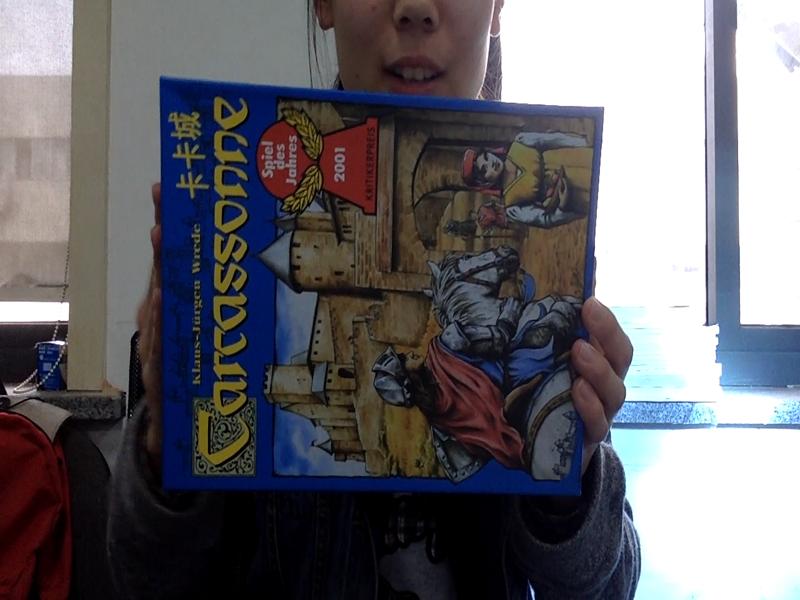 卡卡城
Klaus-Jürgen Wrede
Carcassonne
Spiel
des
Jahres
2001
KRITIKERPREIS